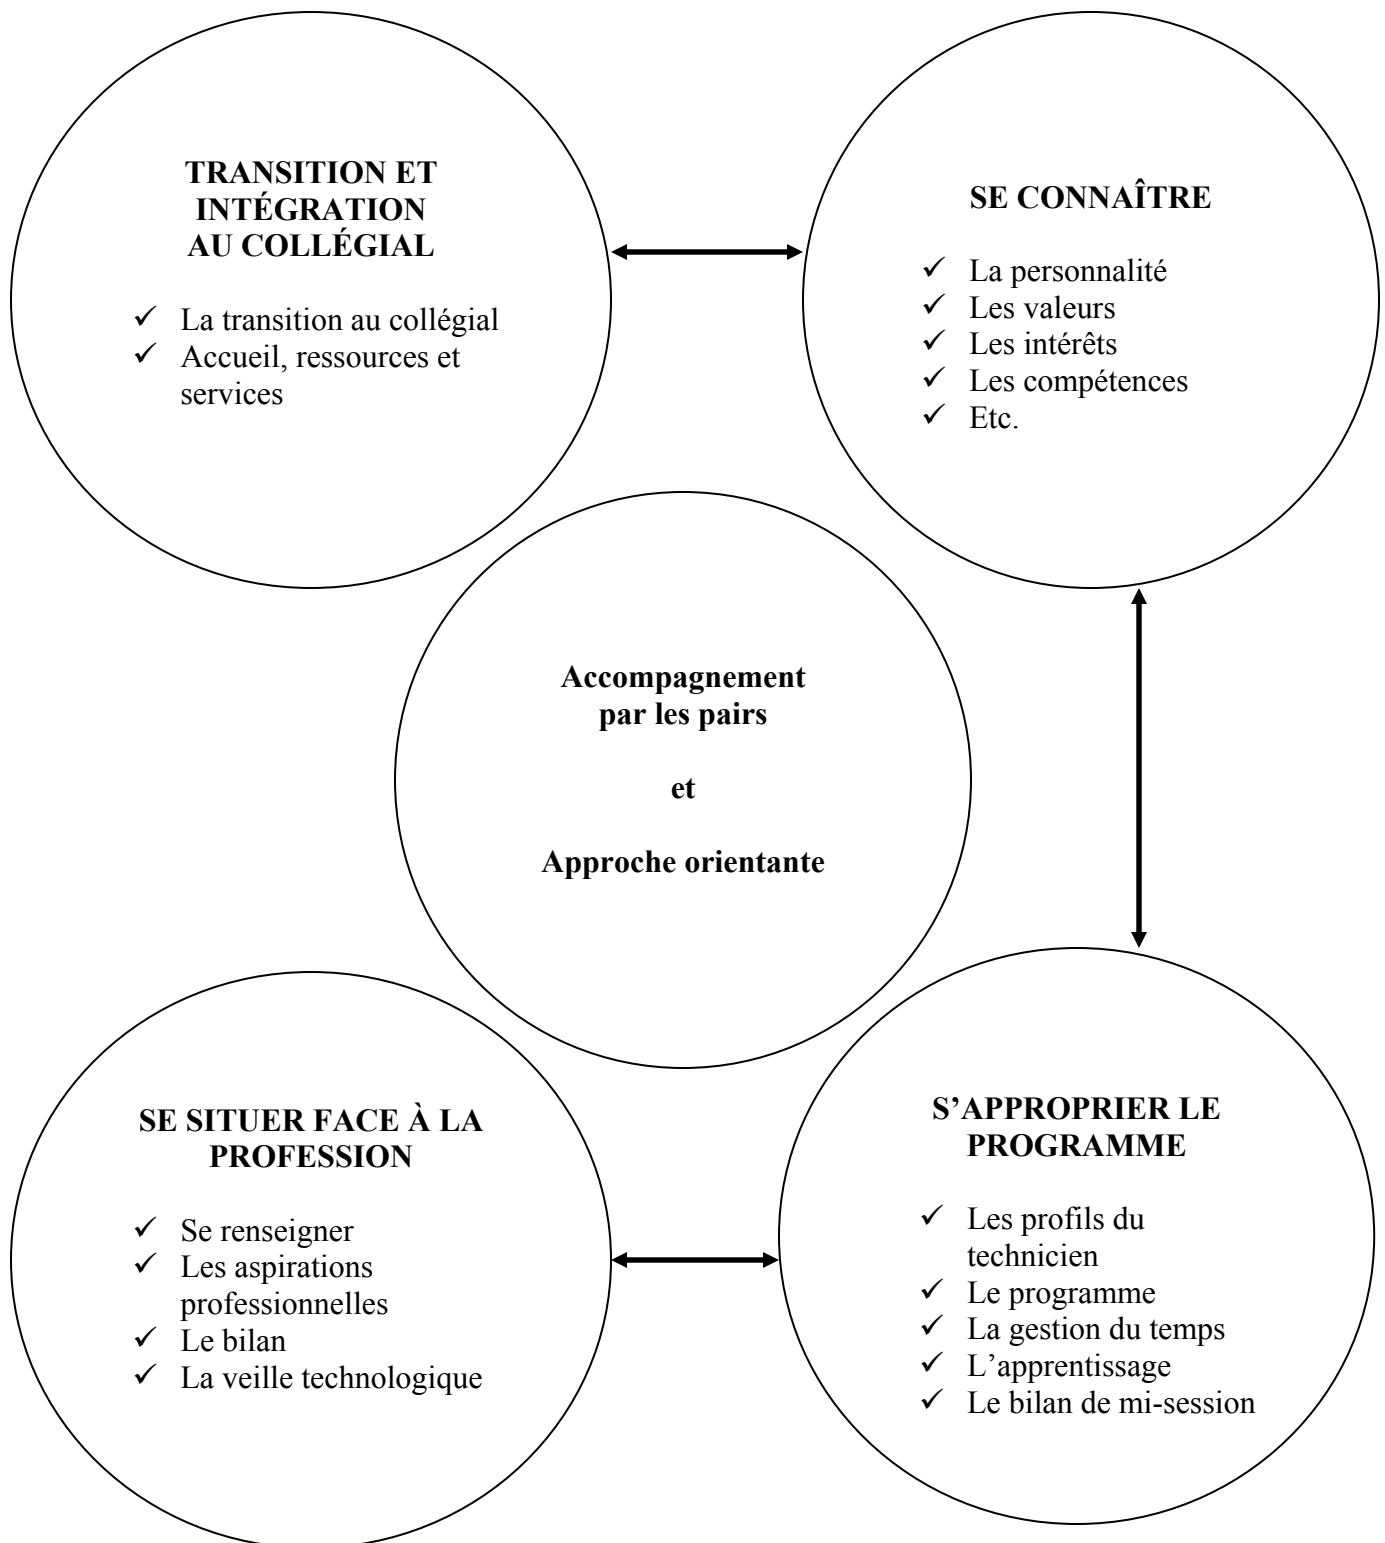 TRANSITION ET
INTÉGRATION
AU COLLÉGIAL
✓ La transition au collégial
✓ Accueil, ressources et
services
SE CONNAÎTRE
✓ La personnalité
✓ Les valeurs
✓ Les intérêts
✓ Les compétences
✓ Etc.
Accompagnement
par les pairs
et
Approche orientante
SE SITUER FACE À LA
PROFESSION
✓ Se renseigner
✓ Les aspirations
professionnelles
✓ Le bilan
✓ La veille technologique
S’APPROPRIER LE
PROGRAMME
✓ Les profils du
technicien
✓ Le programme
✓ La gestion du temps
✓ L’apprentissage
✓ Le bilan de mi-session